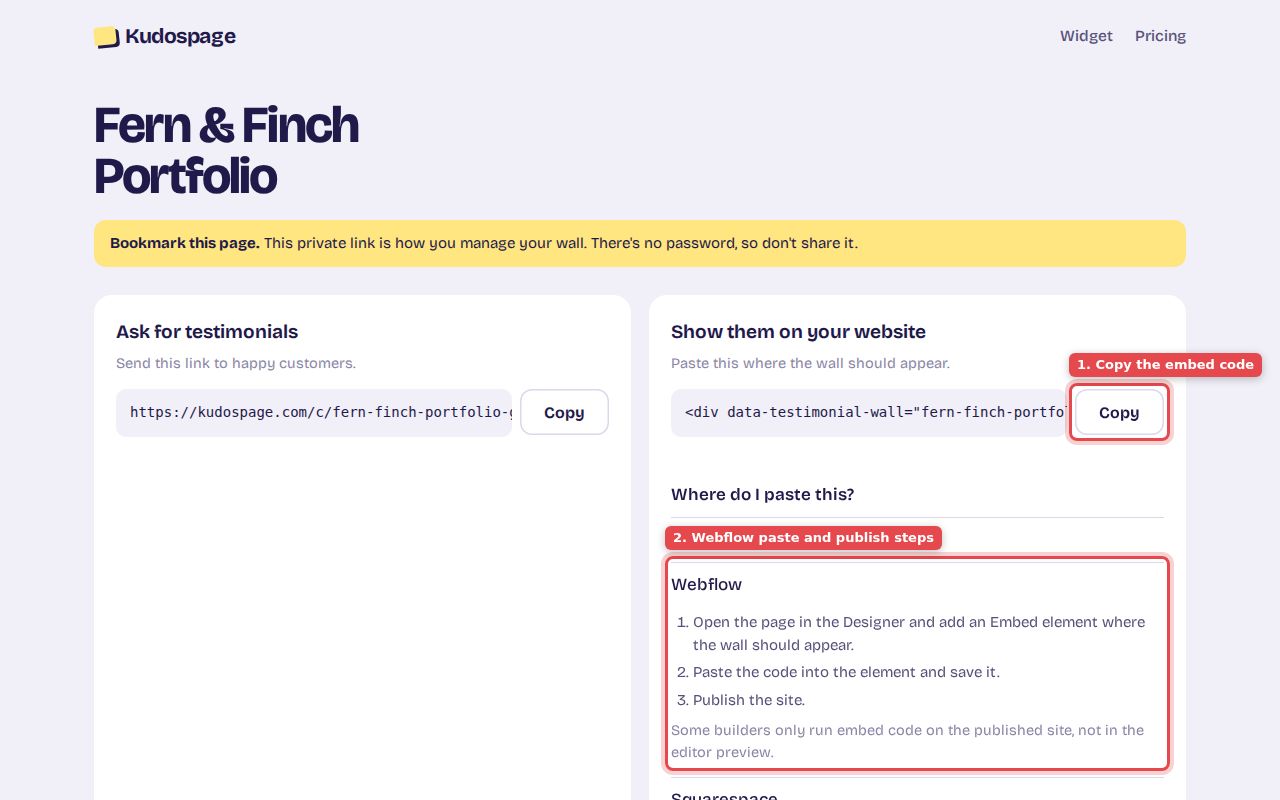 Kudospage
Widget
Pricing
Fern & Finch
Portfolio
Bookmark this page. This private link is how you manage your wall. There's no password, so don't share it.
Ask for testimonials
Send this link to happy customers.
https://kudospage.com/c/fern-finch-portfolio-g
Copy
Show them on your website
Paste this where the wall should appear.
1. Copy the embed code
<div data-testimonial-wall="fern-finch-portfol
Copy
Where do I paste this?
2. Webflow paste and publish steps
Webflow
1. Open the page in the Designer and add an Embed element where
the wall should appear.
2. Paste the code into the element and save it.
3. Publish the site.
Some builders only run embed code on the published site, not in the
editor preview.
Squarespace